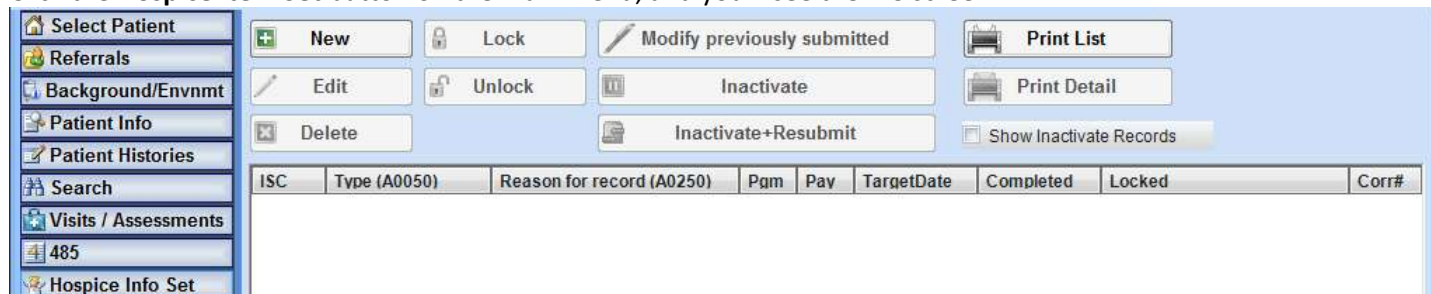 Select Patient
Referrals
Background/Envnmt
Patient Info
Patient Histories
Search
Visits / Assessments
485
Hospice Info Set
New Lock Modify previously submitted Print List
Edit Unlock Inactivate Print Detail
Delete Inactivate+Resubmit Show Inactivate Records
ISC Type (A0050) Reason for record (A0250) Pgm Pay TargetDate Completed Locked Corr#